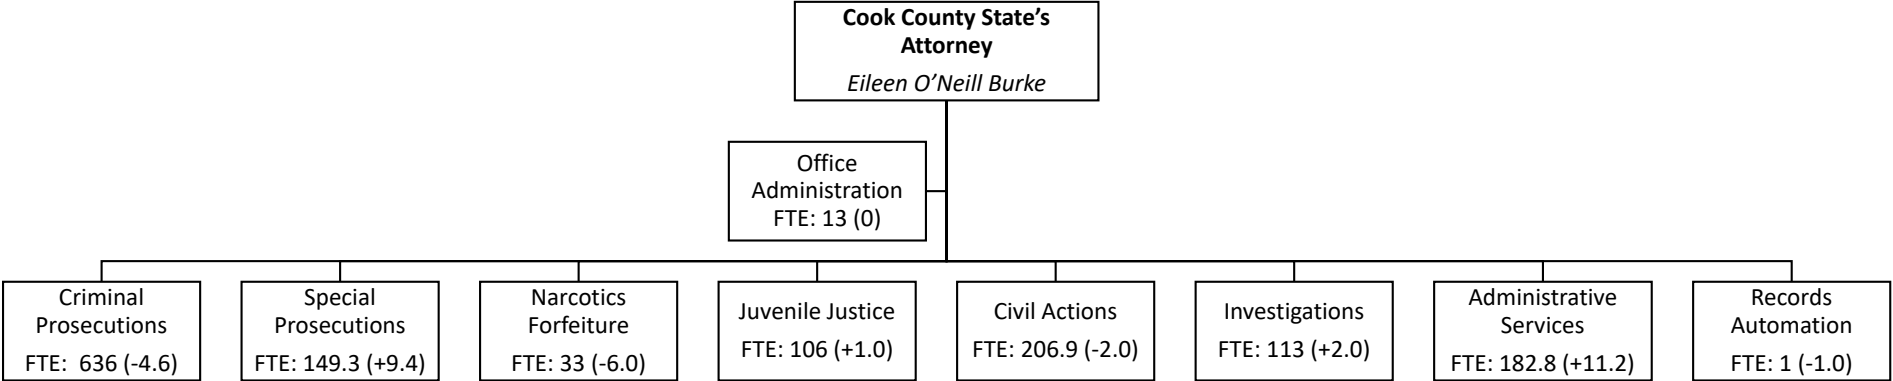 Cook County State’s
Attorney
Eileen O’Neill Burke
Office
Administration
FTE: 13 (0)
Criminal
Prosecutions
FTE:  636 (-4.6)
Special
Prosecutions
FTE: 149.3 (+9.4)
Narcotics
Forfeiture
FTE: 33 (-6.0)
Juvenile Justice
FTE: 106 (+1.0)
Civil Actions
FTE: 206.9 (-2.0)
Investigations
FTE: 113 (+2.0)
Administrative
Services
FTE: 182.8 (+11.2)
Records
Automation
FTE: 1 (-1.0)